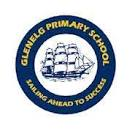 GLENELG PRIMARY SCHOOL
SAILING AHEAD TO SUCCESS